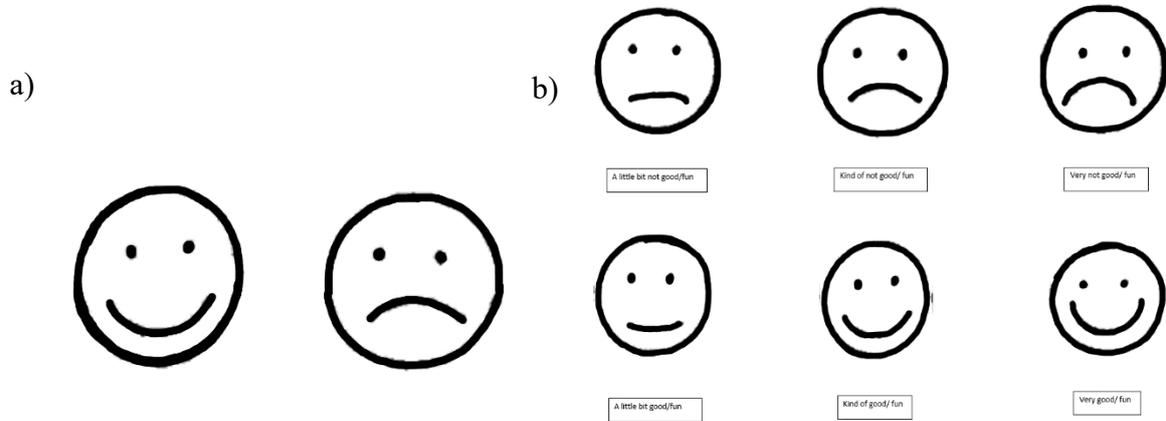 a)
b)
A little bit not good/fun
Kind of not good/ fun
Very not good/ fun
A little bit good/fun
Kind of good/ fun
Very good/ fun